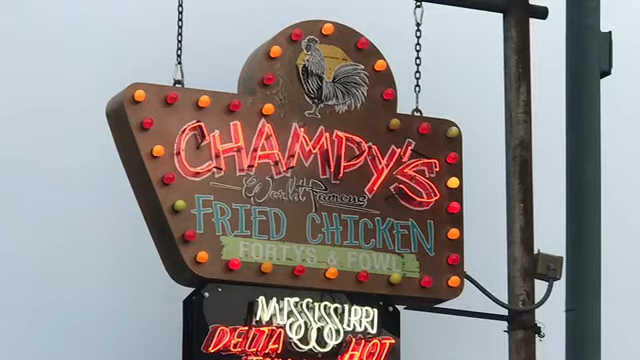 CHAMPY'S
World Famous
FRIED CHICKEN
FORTYS & FOWL
MISSISSIPPI
DELTA HOT